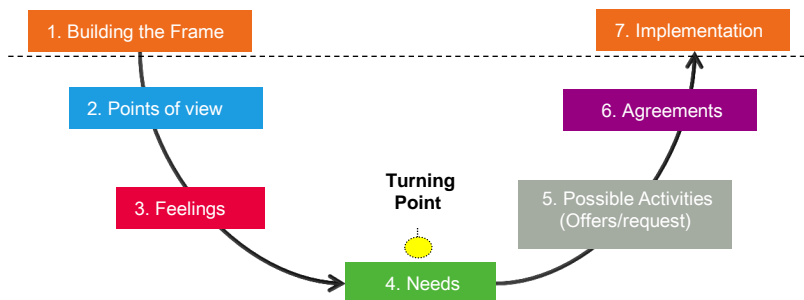 1. Building the Frame
7. Implementation
2. Points of view
6. Agreements
Turning
Point
3. Feelings
5. Possible Activities
(Offers/request)
4. Needs